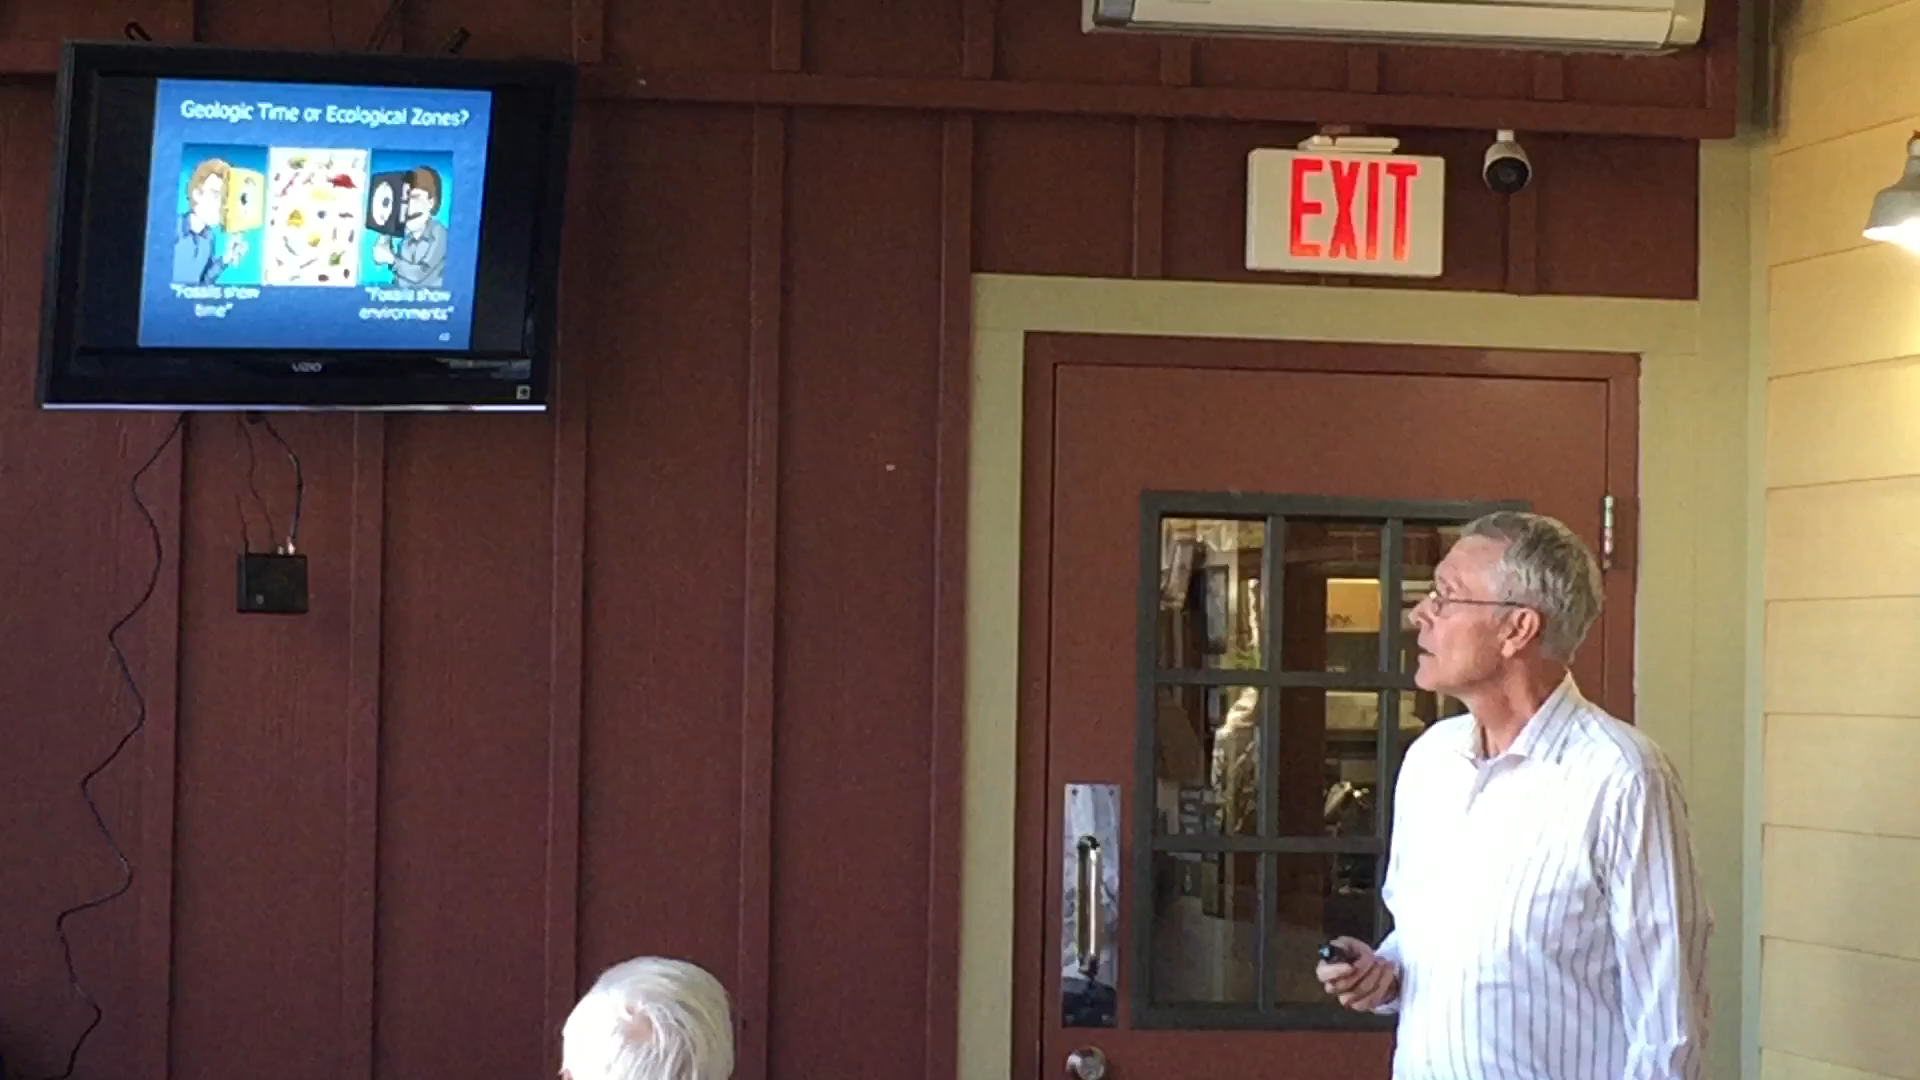 Geologic Time or Ecological Zones?
"Fossils show
time"
"Fossils show
environments"
VIZIO
EXIT